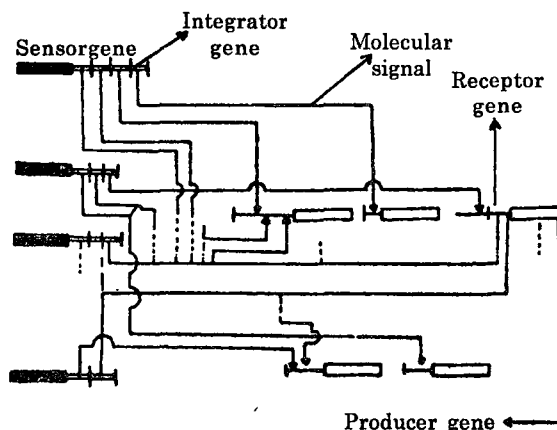 Sensorgene
Integrator
gene
Molecular
signal
Receptor
gene
Producer gene